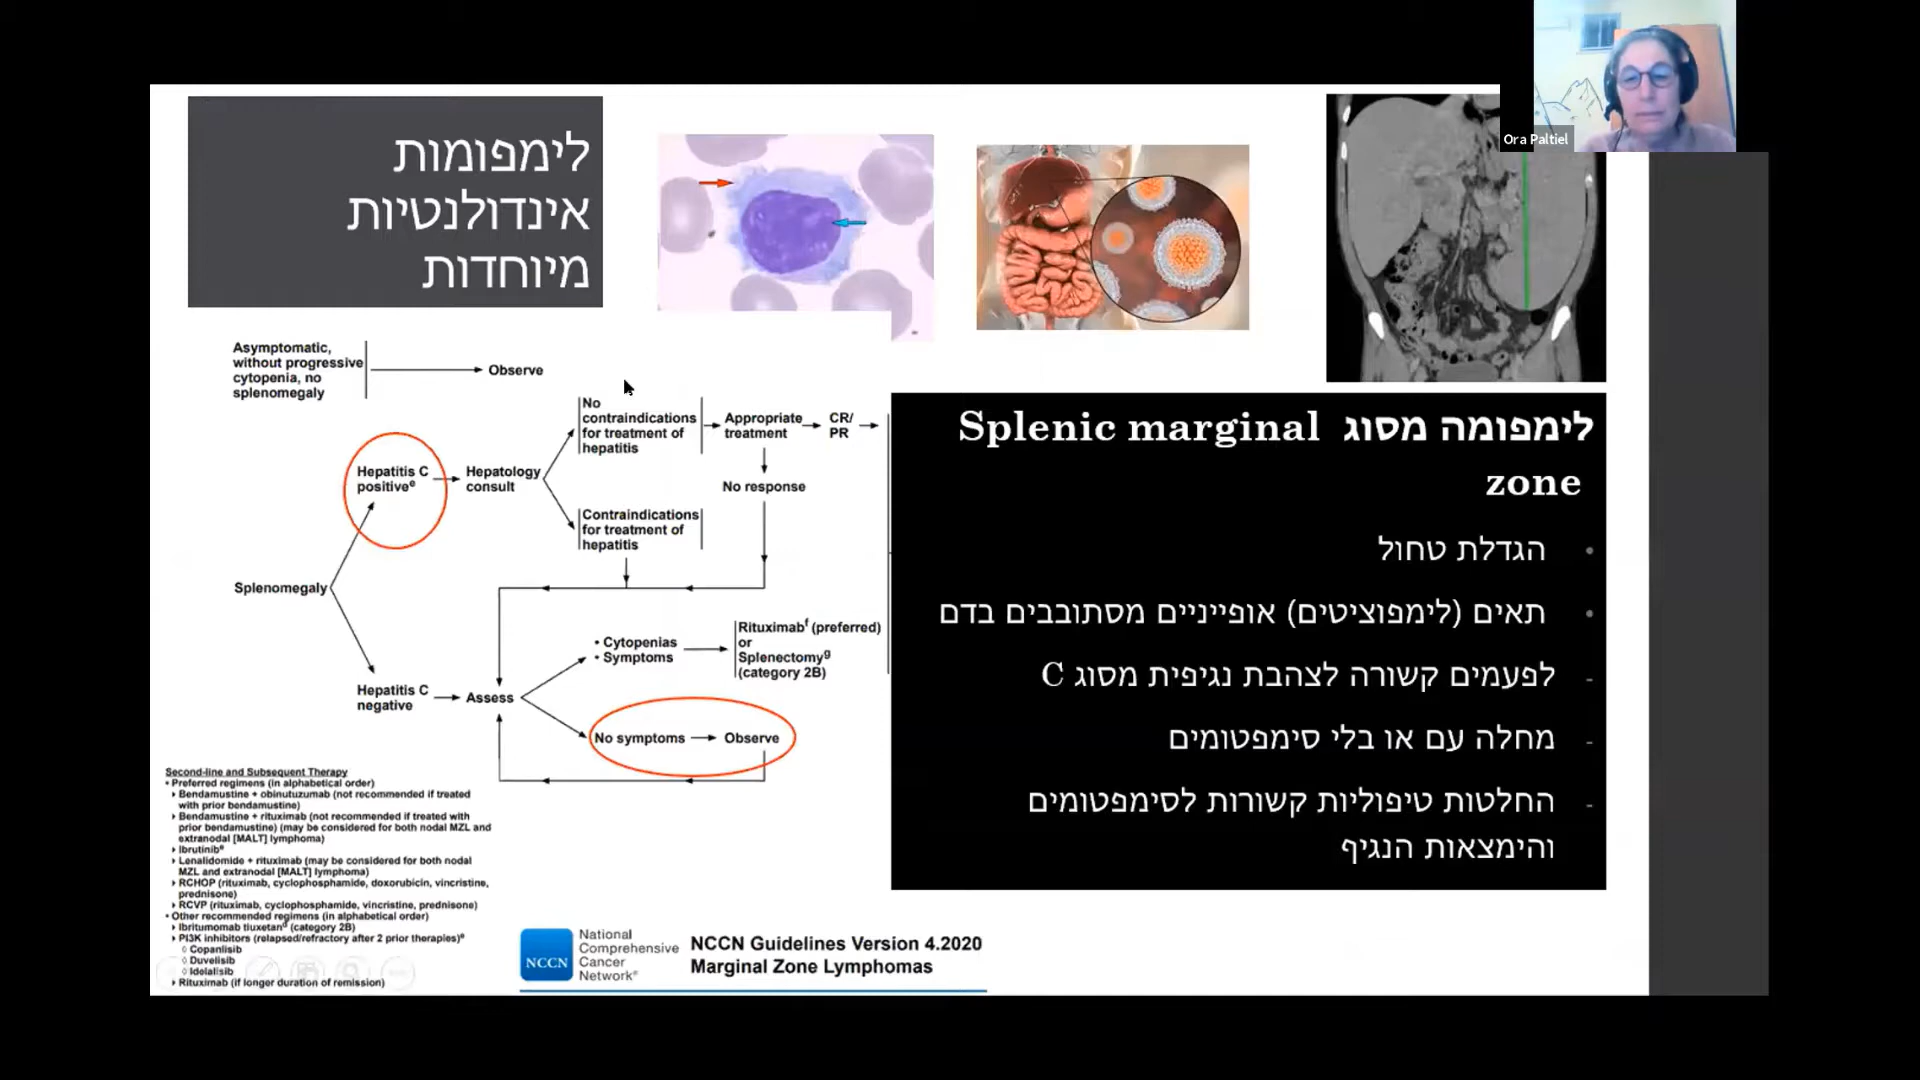 Ora Paltiel
לימפומות
אינדולנטיות
מיוחדות
Asymptomatic,
without progressive
cytopenia, no
splenomegaly
Observe
No
contraindications
for treatment of
hepatitis
Appropriate
treatment
CR/
PR
Hepatitis C
positiveᵉ
Hepatology
consult
No response
Contraindications
for treatment of
hepatitis
Splenomegaly
• Cytopenias
• Symptoms
Rituximabᶠ (preferred)
or
Splenectomyᵍ
(category 2B)
Hepatitis C
negative
Assess
No symptoms
Observe
לימפומה מסוג Splenic marginal
zone
• הגדלת טחול
• תאים (לימפוציטים) אופייניים מסתובבים בדם
- לפעמים קשורה לצהבת נגיפית מסוג C
- מחלה עם או בלי סימפטומים
- החלטות טיפוליות קשורות לסימפטומים
והימצאות הנגיף
Second-line and Subsequent Therapy
• Preferred regimens (in alphabetical order)
Bendamustine + obinutuzumab (not recommended if treated
with prior bendamustine)
Bendamustine + rituximab (not recommended if treated with
prior bendamustine) (may be considered for both nodal MZL and
extranodal [MALT] lymphoma)
Ibrutinibᵉ
Lenalidomide + rituximab (may be considered for both nodal
MZL and extranodal [MALT] lymphoma)
RCHOP (rituximab, cyclophosphamide, doxorubicin, vincristine,
prednisone)
RCVP (rituximab, cyclophosphamide, vincristine, prednisone)
• Other recommended regimens (in alphabetical order)
Ibritumomab tiuxetanᵍ (category 2B)
PI3K inhibitors (relapsed/refractory after 2 prior therapies)ᵉ
◊ Copanlisib
◊ Duvelisib
◊ Idelalisib
Rituximab (if longer duration of remission)
NCCN
National
Comprehensive
Cancer
Network®
NCCN Guidelines Version 4.2020
Marginal Zone Lymphomas